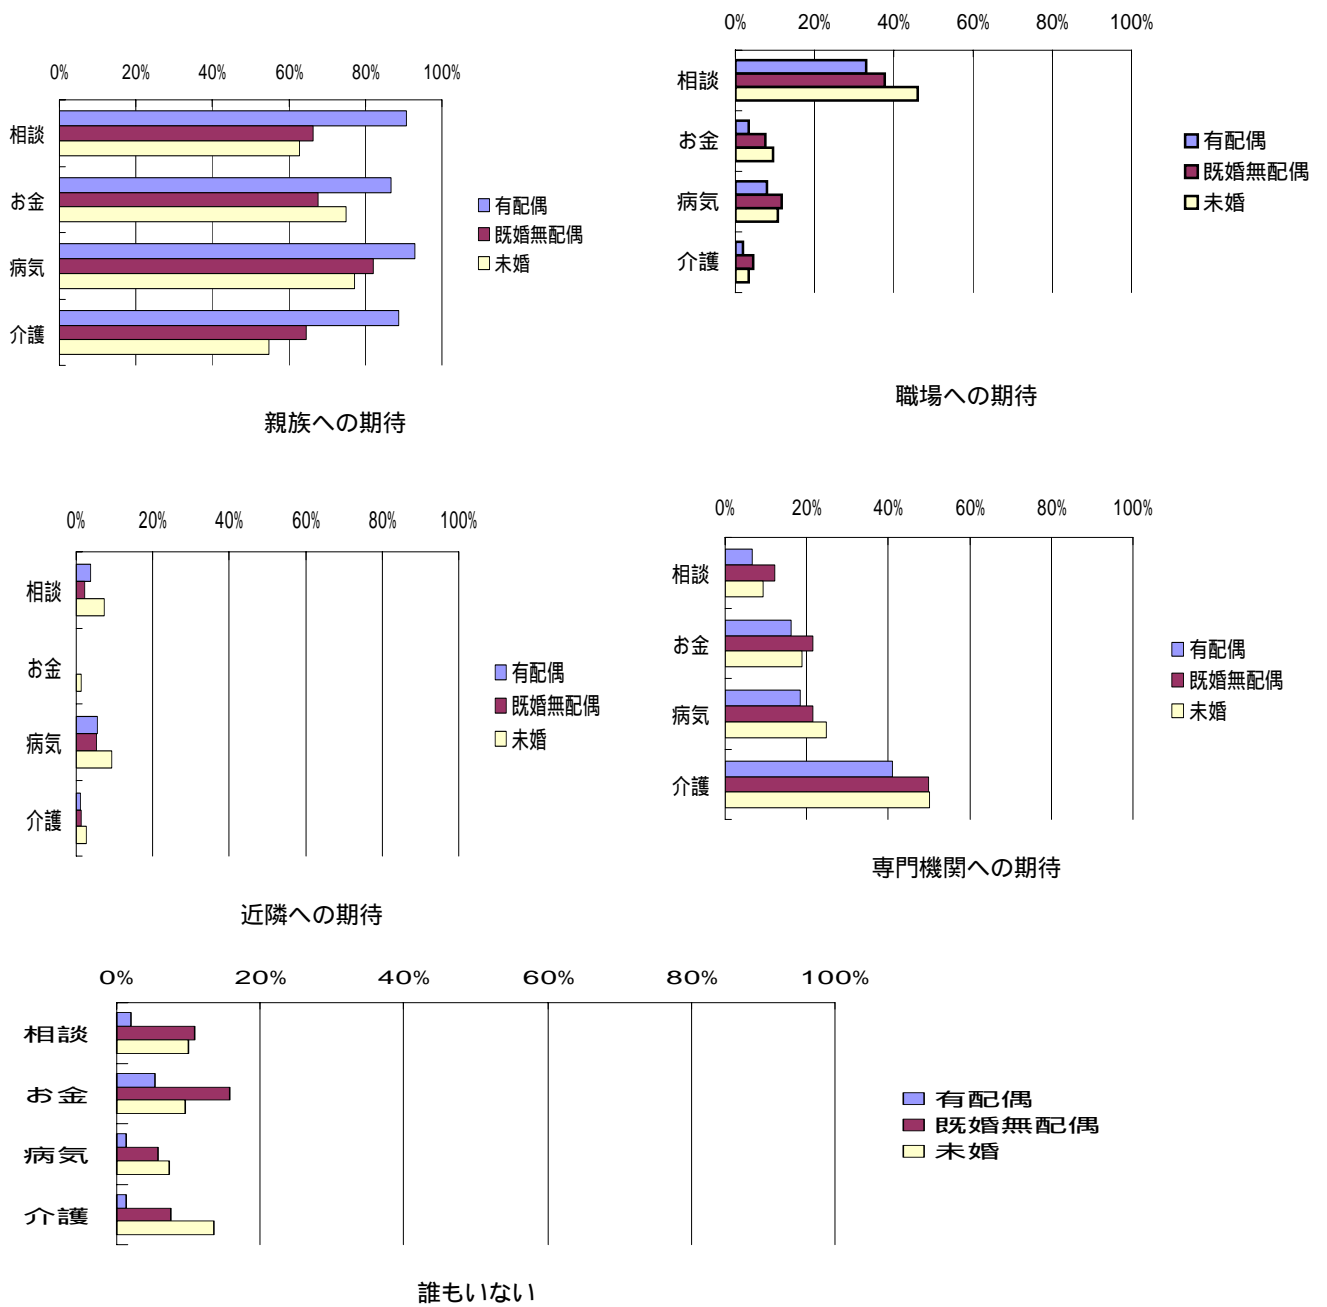 0% 20% 40% 60% 80% 100%
相談
お金
病気
介護
有配偶
既婚無配偶
未婚
親族への期待
0% 20% 40% 60% 80% 100%
相談
お金
病気
介護
有配偶
既婚無配偶
未婚
職場への期待
0% 20% 40% 60% 80% 100%
相談
お金
病気
介護
有配偶
既婚無配偶
未婚
近隣への期待
0% 20% 40% 60% 80% 100%
相談
お金
病気
介護
有配偶
既婚無配偶
未婚
専門機関への期待
0% 20% 40% 60% 80% 100%
相談
お金
病気
介護
有配偶
既婚無配偶
未婚
誰もいない